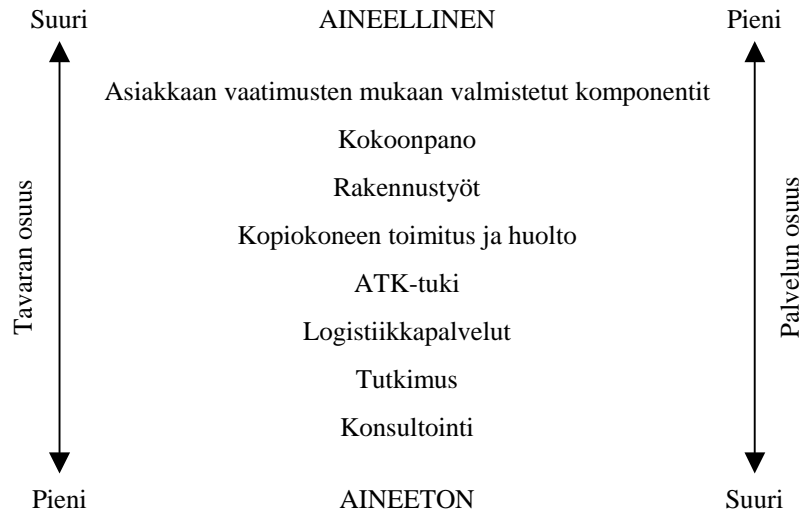 Suuri AINEELLINEN Pieni
Asiakkaan vaatimusten mukaan valmistetut komponentit
Kokoonpano
Rakennustyöt
Kopiokoneen toimitus ja huolto
ATK-tuki
Logistiikkapalvelut
Tutkimus
Konsultointi
Tavaran osuus
Palvelun osuus
Pieni AINEETON Suuri